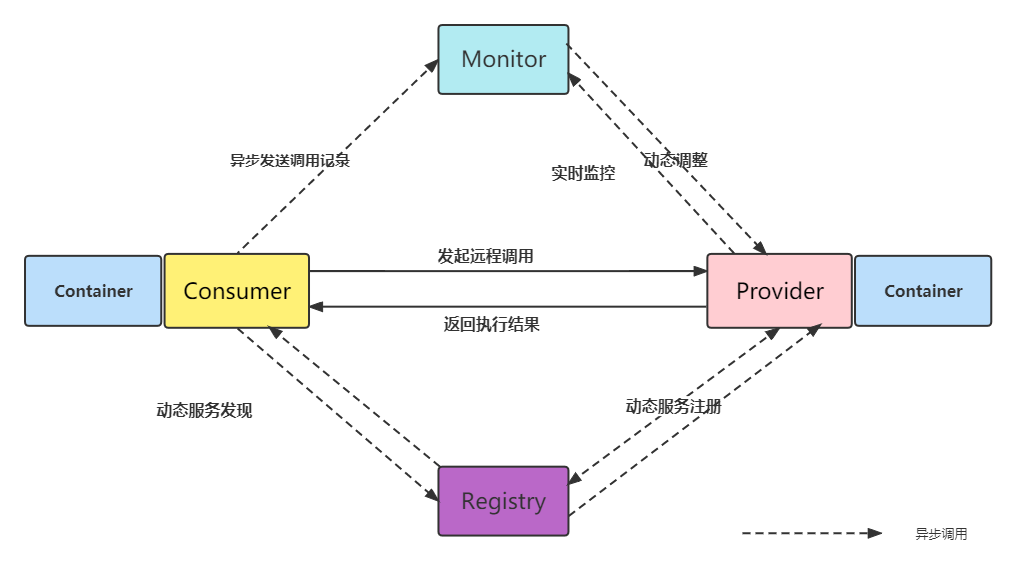 Monitor
异步发送调用记录
动态调整
实时监控
发起远程调用
Container
Consumer
Provider
Container
返回执行结果
动态服务发现
动态服务注册
Registry
异步调用